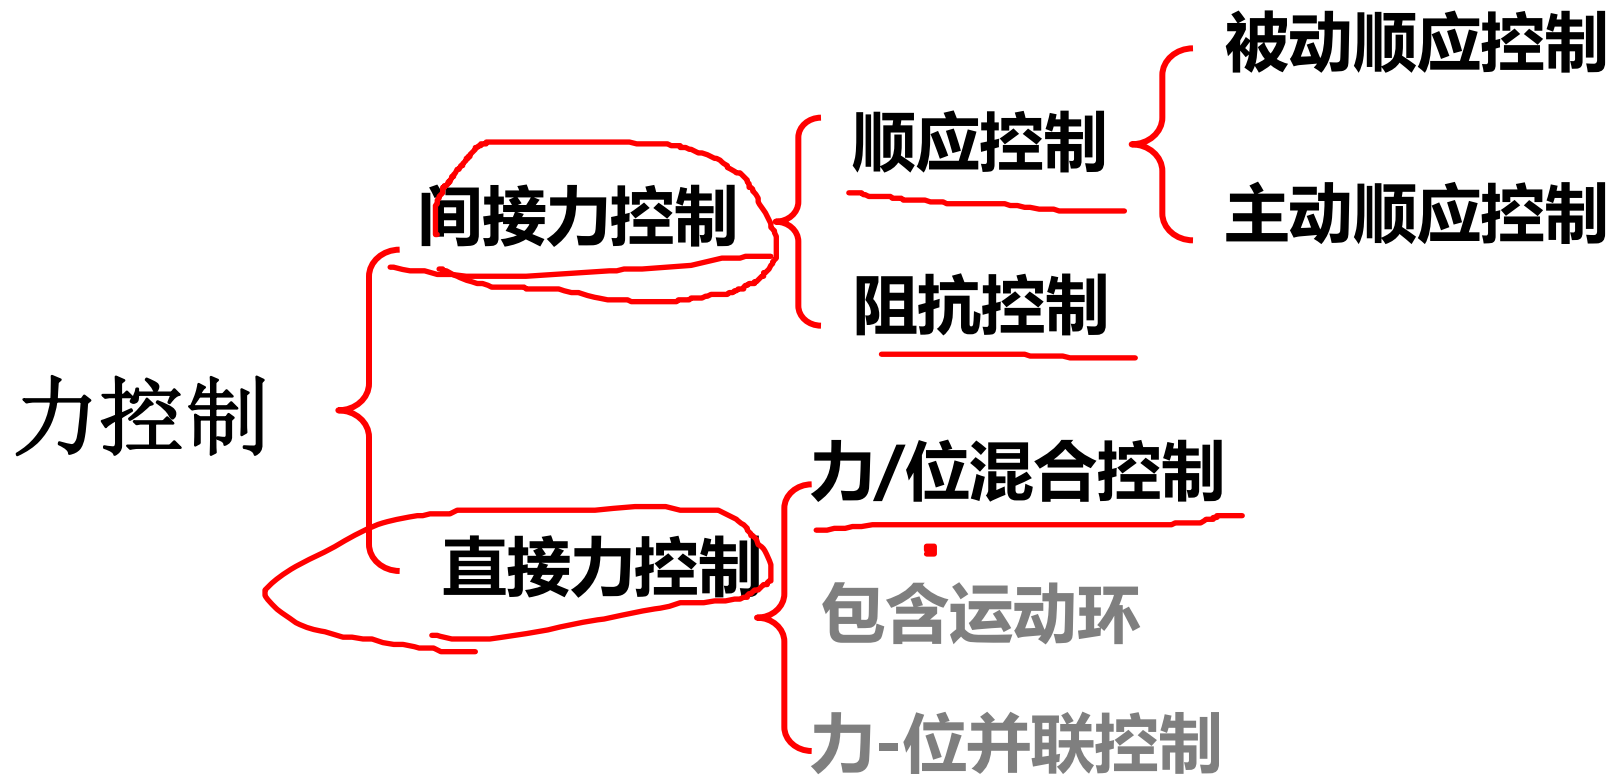 被动顺应控制
顺应控制
主动顺应控制
间接力控制
阻抗控制
力控制
力/位混合控制
直接力控制
包含运动环
力-位并联控制